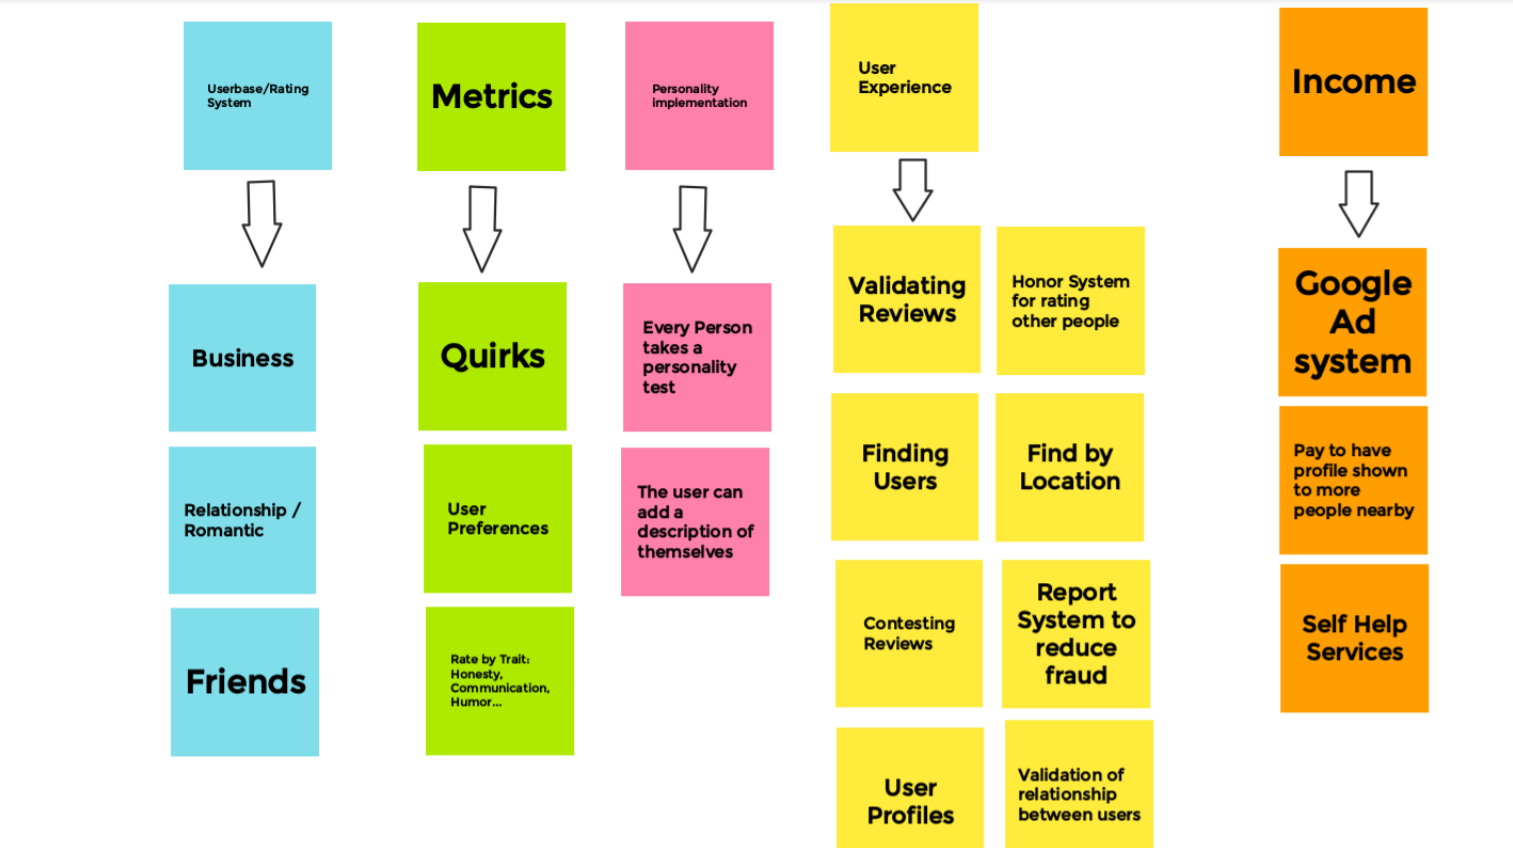 Userbase/Rating
System
Metrics
Personality
implementation
User
Experience
Income
Business
Relationship /
Romantic
Friends
Quirks
User
Preferences
Rate by Trait:
Honesty,
Communication,
Humor...
Every Person
takes a
personality
test
The user can
add a
description of
themselves
Validating
Reviews
Honor System
for rating
other people
Finding
Users
Find by
Location
Contesting
Reviews
Report
System to
reduce
fraud
User
Profiles
Validation of
relationship
between users
Google
Ad
system
Pay to have
profile shown
to more
people nearby
Self Help
Services